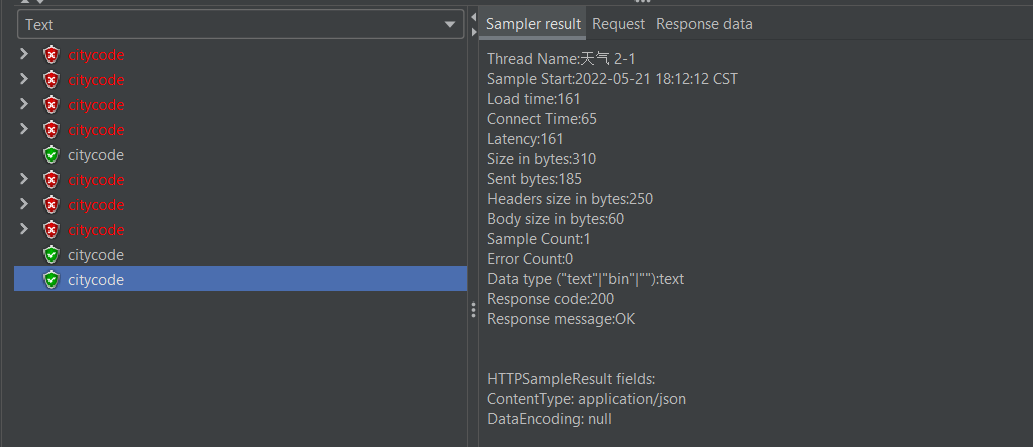 Text
citycode
citycode
citycode
citycode
citycode
citycode
citycode
citycode
citycode
citycode
Sampler result Request Response data
Thread Name:天气 2-1
Sample Start:2022-05-21 18:12:12 CST
Load time:161
Connect Time:65
Latency:161
Size in bytes:310
Sent bytes:185
Headers size in bytes:250
Body size in bytes:60
Sample Count:1
Error Count:0
Data type ("text"|"bin"|""):text
Response code:200
Response message:OK
HTTPSampleResult fields:
ContentType: application/json
DataEncoding: null